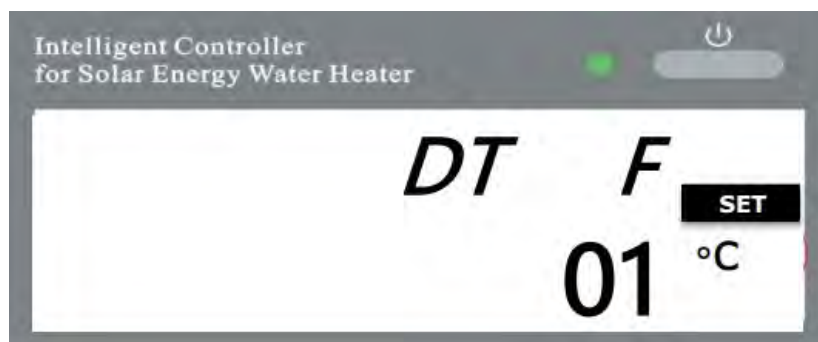 Intelligent Controller
for Solar Energy Water Heater
DT F
SET
01 °C